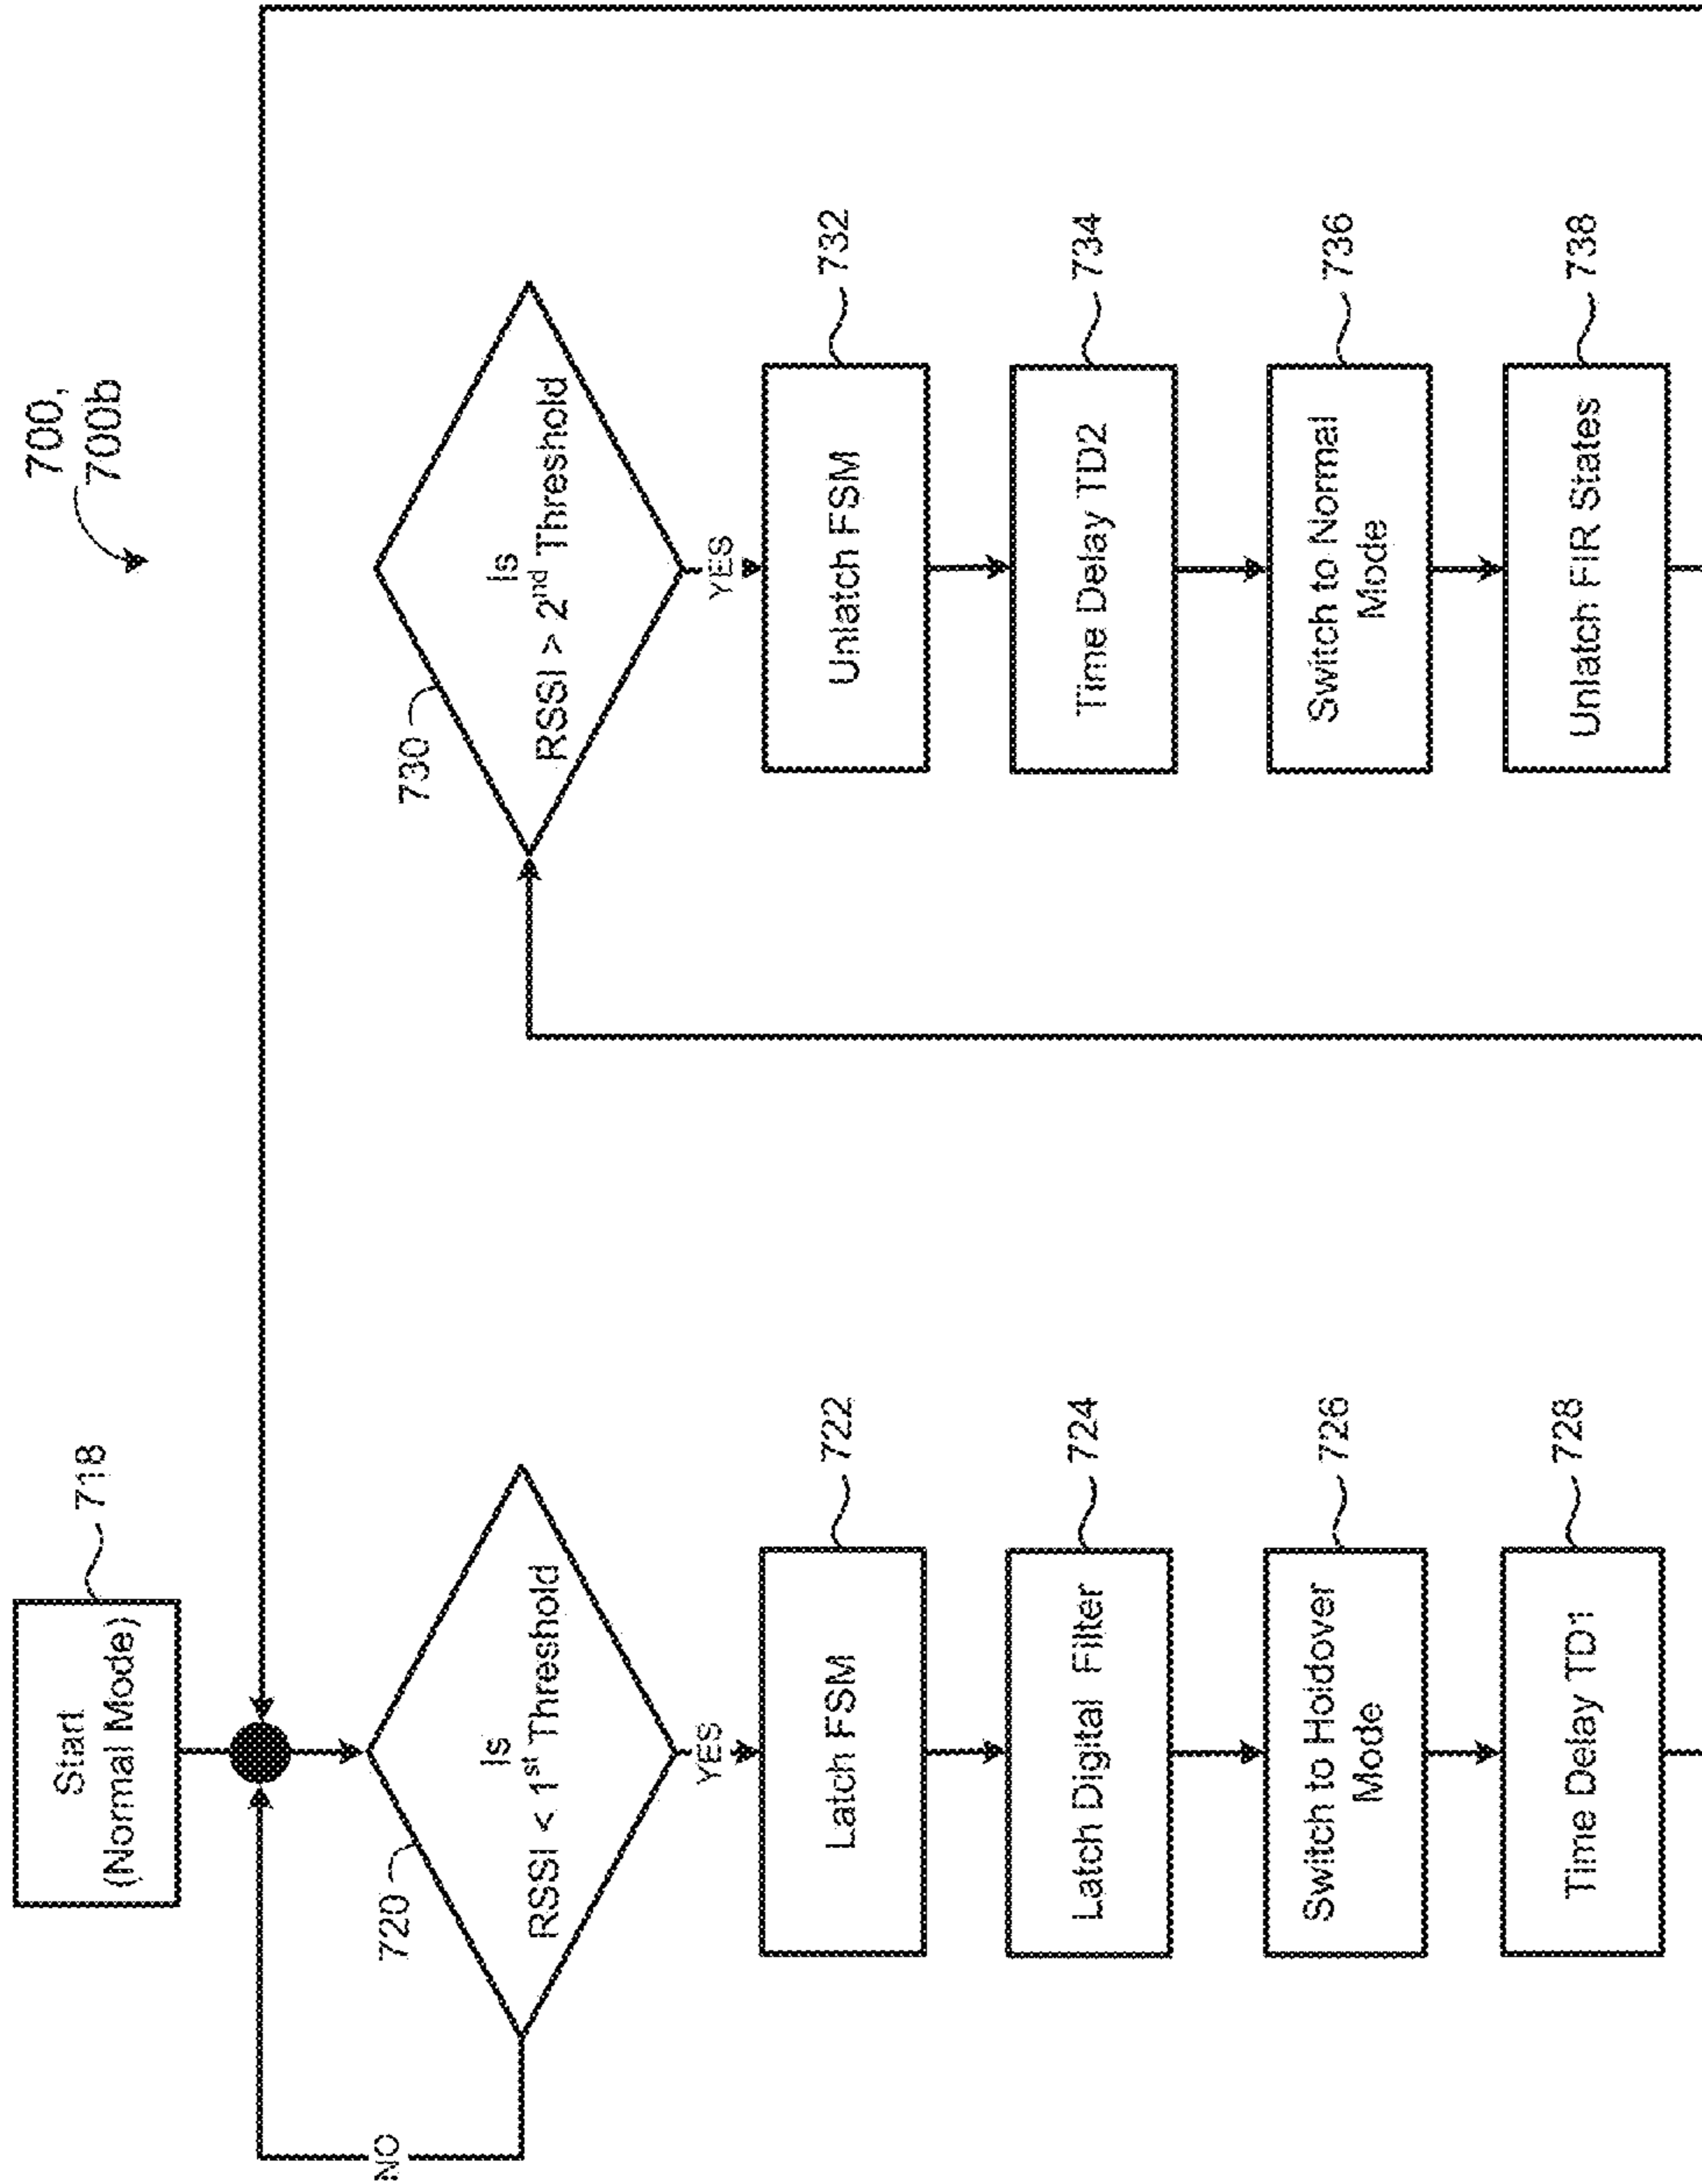 700,
700b
Start
(Normal Mode)
718
720
Is
RSSI < 1st Threshold
NO
YES
Latch FSM
722
Latch Digital Filter
724
Switch to Holdover
Mode
726
Time Delay TD1
728
730
Is
RSSI > 2nd Threshold
YES
Unlatch FSM
732
Time Delay TD2
734
Switch to Normal
Mode
736
Unlatch FIR States
738